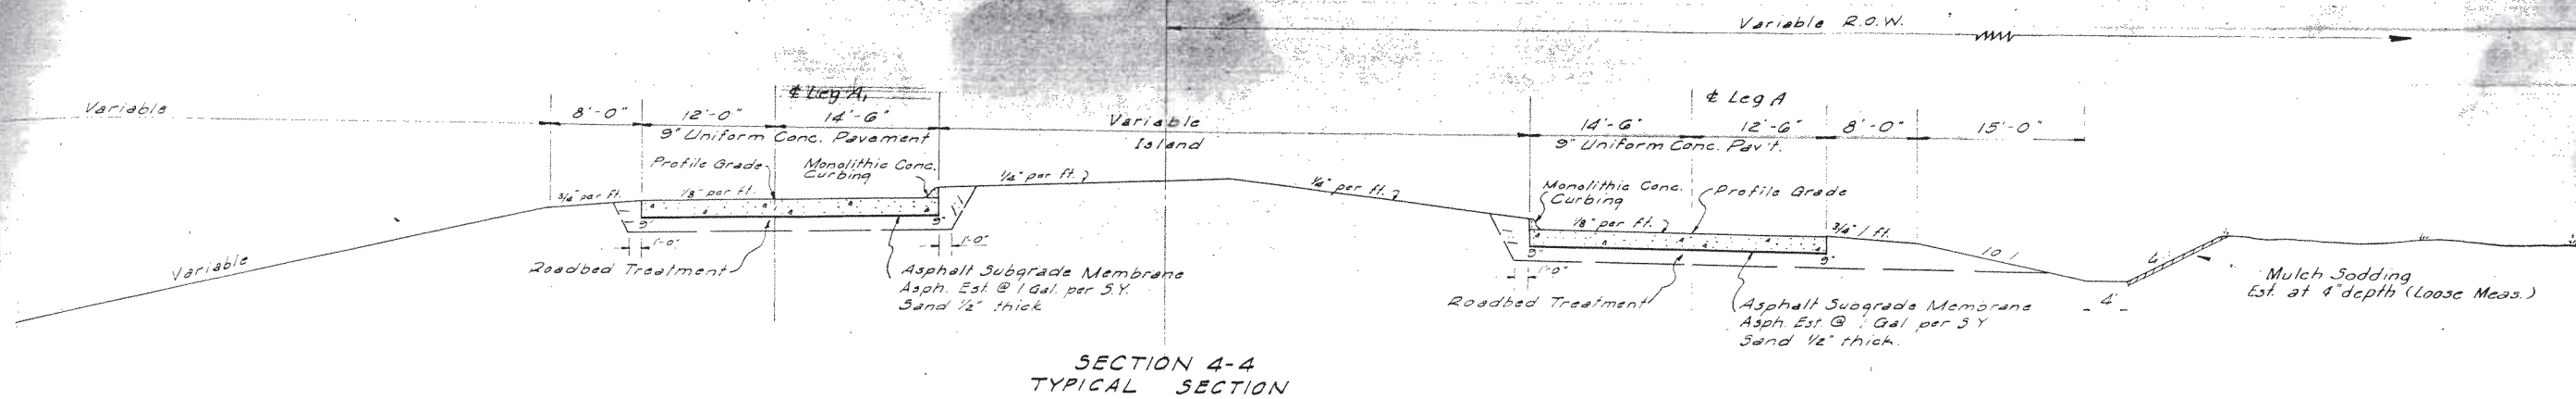 Variable R.O.W.
Variable
8'-0"
12'-0"
℄ Leg A,
14'-6"
9" Uniform Conc. Pavement
Variable
Island
℄ Leg A
14'-6"
12'-6"
8'-0"
15'-0"
9" Uniform Conc. Pav't.
Profile Grade
Monolithic Conc.
Curbing
3/4" per ft.
1/8" per ft.
1/4" per ft.
1/4" per ft.
Monolithic Conc.
Curbing
Profile Grade
1/8" per ft.
3/4" / ft.
9"
9"
1'-0"
1'-0"
Variable
Roadbed Treatment
Asphalt Subgrade Membrane
Asph. Est. @ 1 Gal. per S.Y.
Sand 1/2" thick
9"
9"
1'-0"
10:1
4:1
4'
Roadbed Treatment
Asphalt Subgrade Membrane
Asph. Est. @ 1 Gal per S Y
Sand 1/2" thick.
Mulch Sodding
Est. at 4" depth (Loose Meas.)
SECTION 4-4
TYPICAL SECTION